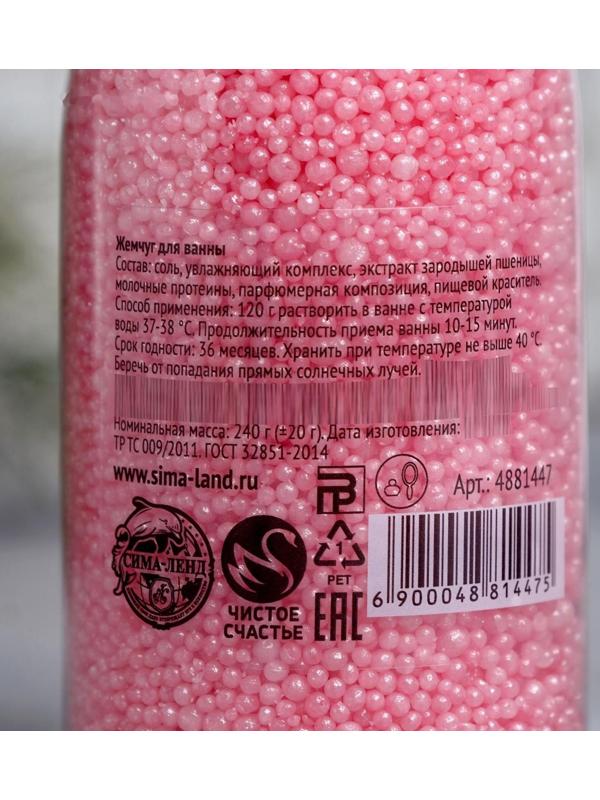 Жемчуг для ванны
Состав: соль, увлажняющий комплекс, экстракт зародышей пшеницы,
молочные протеины, парфюмерная композиция, пищевой краситель.
Способ применения: 120 г растворить в ванне с температурой
воды 37-38 °С. Продолжительность приема ванны 10-15 минут.
Срок годности: 36 месяцев. Хранить при температуре не выше 40 °С.
Беречь от попадания прямых солнечных лучей.
Номинальная масса: 240 г (±20 г). Дата изготовления:
ТР ТС 009/2011. ГОСТ 32851-2014
www.sima-land.ru
Арт.: 4881447
СИМА-ЛЕНД
ЧИСТОЕ
СЧАСТЬЕ
1
PET
EAC
6 900048 814475